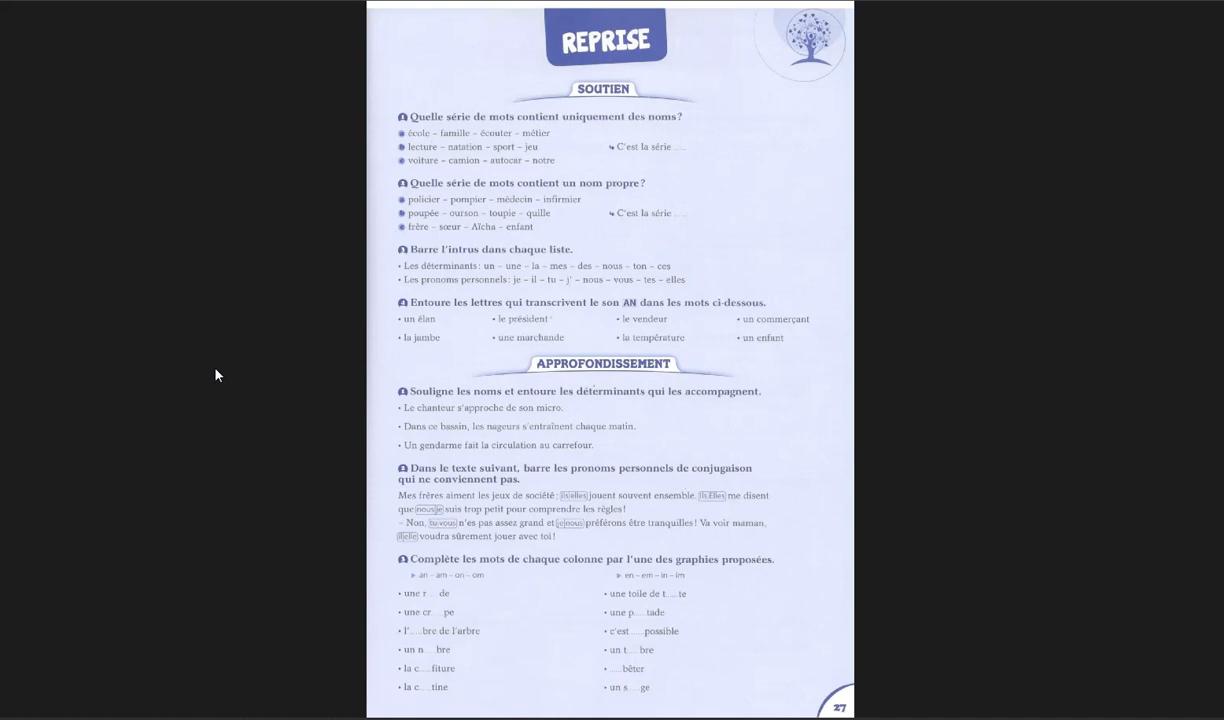 REPRISE
SOUTIEN
1 Quelle série de mots contient uniquement des noms ?
a école – famille – écouter – métier
b lecture – natation – sport – jeu
↳ C'est la série .....
c voiture – camion – autocar – notre
2 Quelle série de mots contient un nom propre ?
a policier – pompier – médecin – infirmier
b poupée – ourson – toupie – quille
↳ C'est la série .....
c frère – sœur – Aïcha – enfant
3 Barre l'intrus dans chaque liste.
• Les déterminants : un – une – la – mes – des – nous – ton – ces
• Les pronoms personnels : je – il – tu – j' – nous – vous – tes – elles
4 Entoure les lettres qui transcrivent le son AN dans les mots ci-dessous.
• un élan • le président • le vendeur • un commerçant
• la jambe • une marchande • la température • un enfant
APPROFONDISSEMENT
1 Souligne les noms et entoure les déterminants qui les accompagnent.
• Le chanteur s'approche de son micro.
• Dans ce bassin, les nageurs s'entraînent chaque matin.
• Un gendarme fait la circulation au carrefour.
2 Dans le texte suivant, barre les pronoms personnels de conjugaison
qui ne conviennent pas.
Mes frères aiment les jeux de société ; ils/elles jouent souvent ensemble. Ils/Elles me disent
que nous/je suis trop petit pour comprendre les règles !
– Non, tu/vous n'es pas assez grand et je/nous préférons être tranquilles ! Va voir maman,
il/elle voudra sûrement jouer avec toi !
3 Complète les mots de chaque colonne par l'une des graphies proposées.
▶ an – am – on – om ▶ en – em – in – im
• une r.....de • une toile de t.....te
• une cr.....pe • une p.....tade
• l'.....bre de l'arbre • c'est .....possible
• un n.....bre • un t.....bre
• la c.....fiture • .....bêter
• la c.....tine • un s.....ge
27